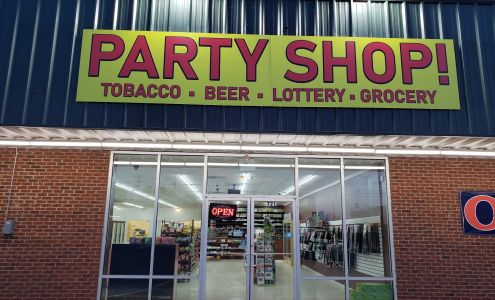 PARTY SHOP!
TOBACCO • BEER • LOTTERY • GROCERY
OPEN
O